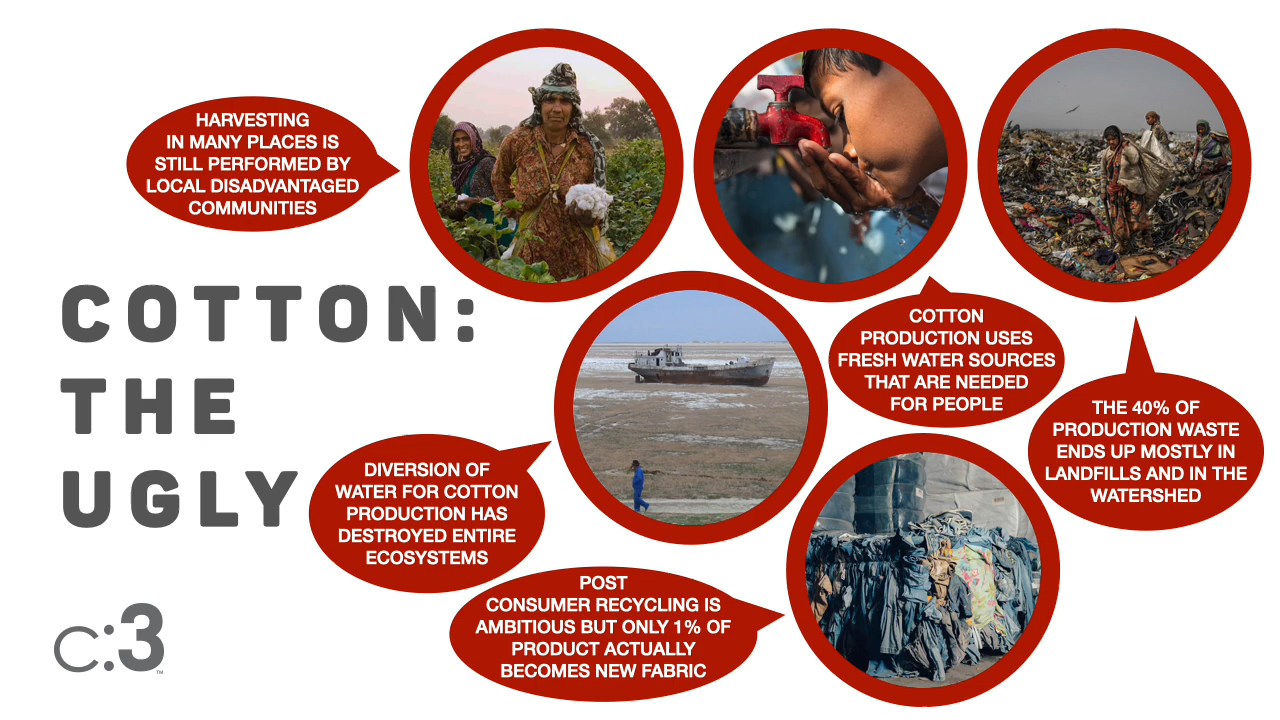 HARVESTING
IN MANY PLACES IS
STILL PERFORMED BY
LOCAL DISADVANTAGED
COMMUNITIES
COTTON:
THE
UGLY
COTTON
PRODUCTION USES
FRESH WATER SOURCES
THAT ARE NEEDED
FOR PEOPLE
THE 40% OF
PRODUCTION WASTE
ENDS UP MOSTLY IN
LANDFILLS AND IN THE
WATERSHED
DIVERSION OF
WATER FOR COTTON
PRODUCTION HAS
DESTROYED ENTIRE
ECOSYSTEMS
POST
CONSUMER RECYCLING IS
AMBITIOUS BUT ONLY 1% OF
PRODUCT ACTUALLY
BECOMES NEW FABRIC
c:3™